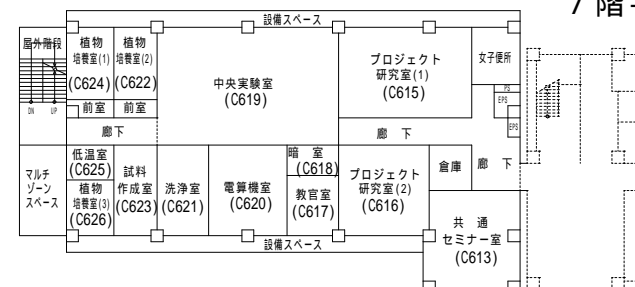 7 階
設備スペース
屋外階段
植物
培養室(1)
(C624)
植物
培養室(2)
(C622)
中央実験室
(C619)
プロジェクト
研究室(1)
(C615)
女子便所
PS
EPS
EPS
DN
UP
前室
前室
廊下
廊 下
マルチ
ゾーン
スペース
低温室
(C625)
植物
培養室(3)
(C626)
試料
作成室
(C623)
洗浄室
(C621)
電算機室
(C620)
暗 室
(C618)
教官室
(C617)
プロジェクト
研究室(2)
(C616)
倉庫
廊 下
設備スペース
共 通
セミナー室
(C613)